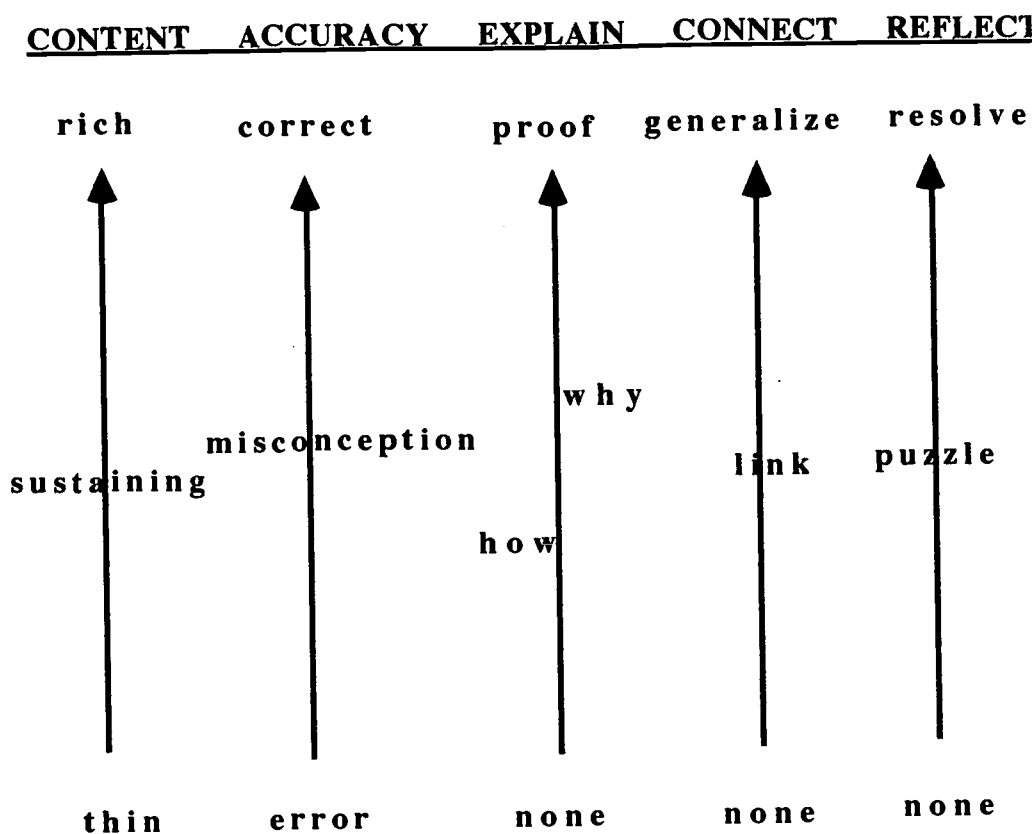 CONTENT ACCURACY EXPLAIN CONNECT REFLECT
rich correct proof generalize resolve
why
misconception
sustaining link puzzle
how
thin error none none none